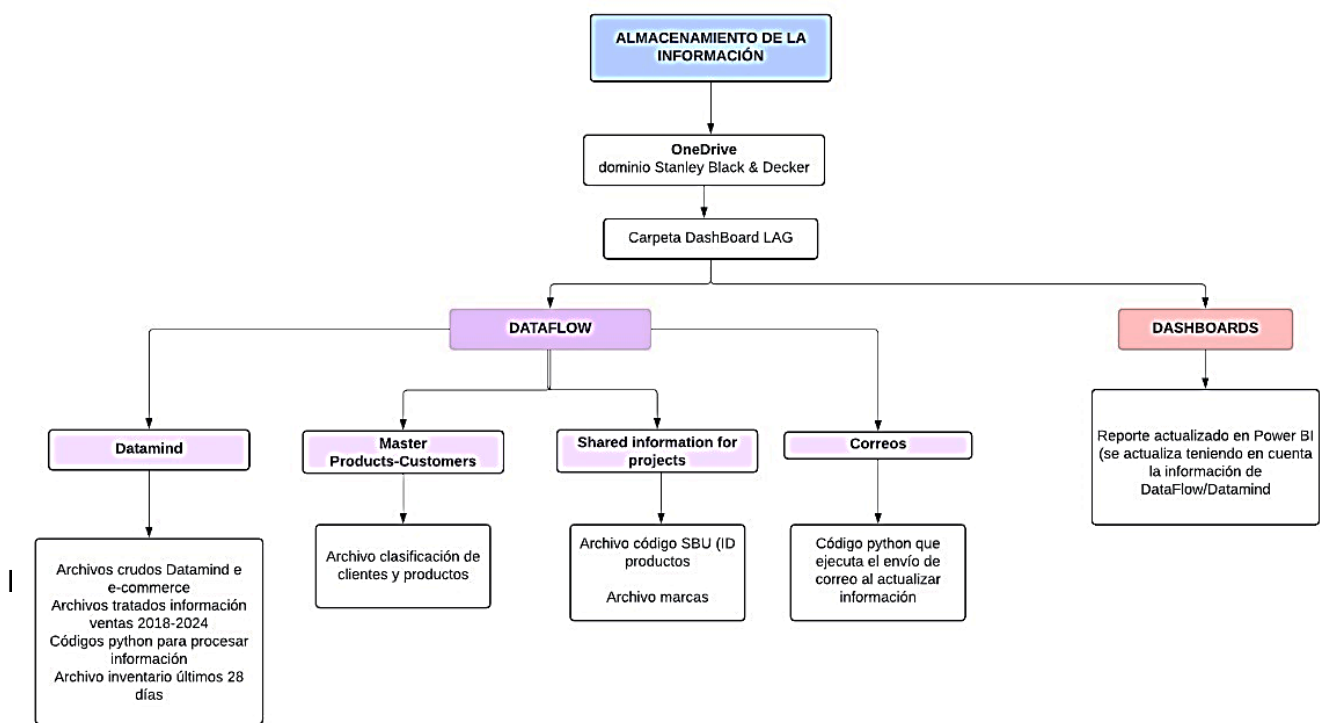 ALMACENAMIENTO DE LA
INFORMACIÓN
OneDrive
dominio Stanley Black & Decker
Carpeta DashBoard LAG
DATAFLOW
DASHBOARDS
Datamind
Master
Products-Customers
Shared information for
projects
Correos
Reporte actualizado en Power BI
(se actualiza teniendo en cuenta
la información de
DataFlow/Datamind
Archivos crudos Datamind e
e-commerce
Archivos tratados información
ventas 2018-2024
Códigos python para procesar
información
Archivo inventario últimos 28
días
Archivo clasificación de
clientes y productos
Archivo código SBU (ID
productos
Archivo marcas
Código python que
ejecuta el envío de
correo al actualizar
información